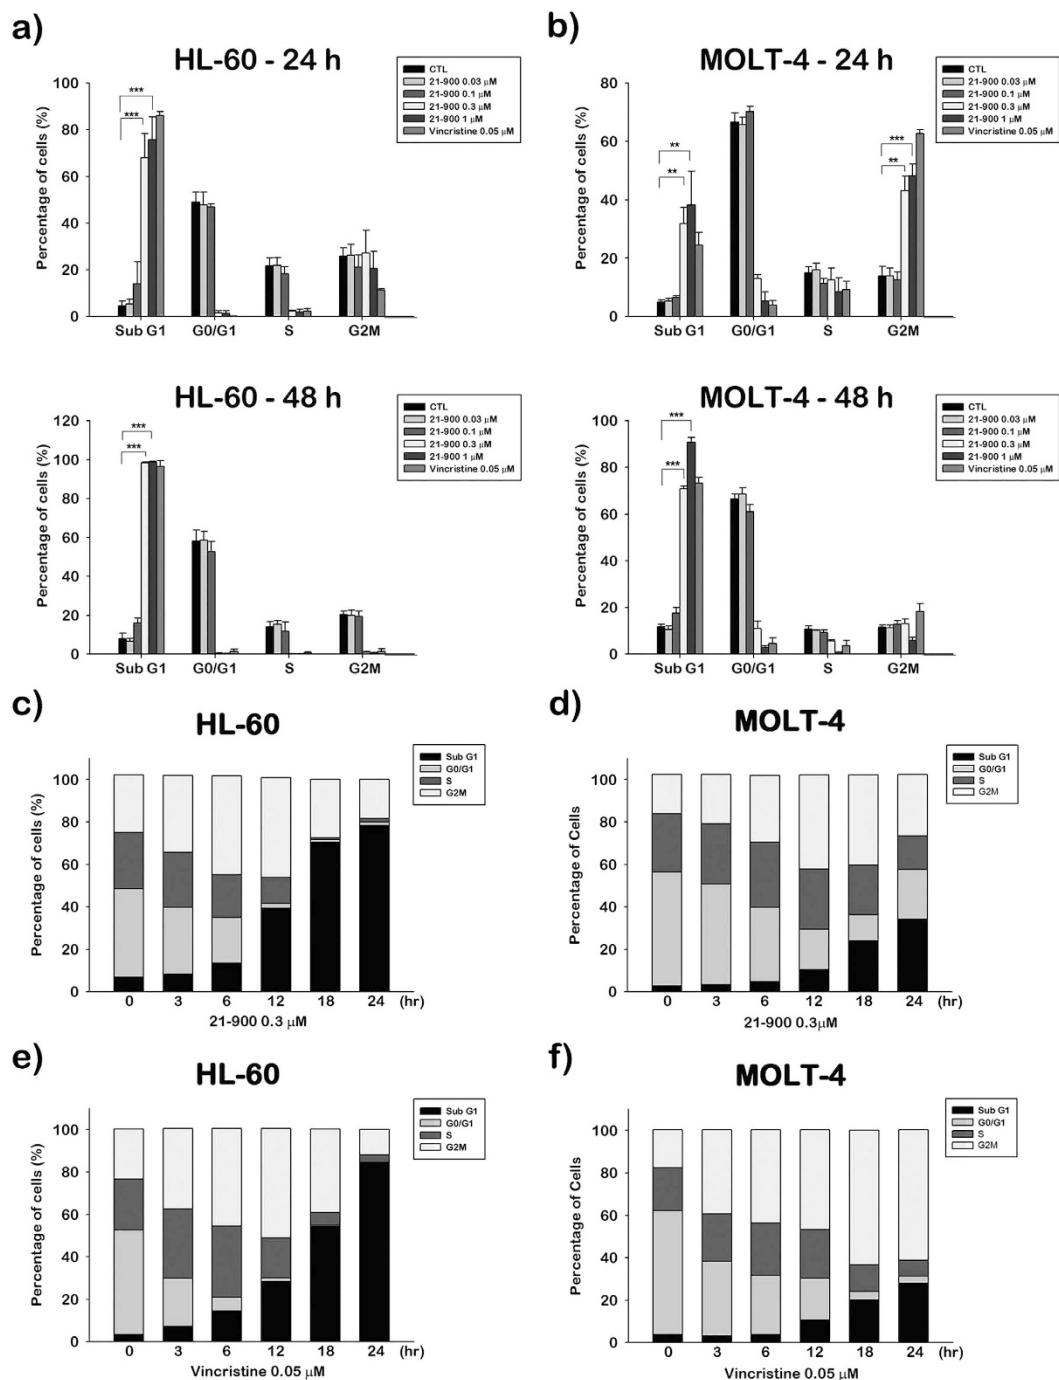 a)
HL-60 - 24 h
CTL
21-900 0.03 µM
21-900 0.1 µM
21-900 0.3 µM
21-900 1 µM
Vincristine 0.05 µM
Percentage of cells (%)
100
80
60
40
20
0
***
***
Sub G1 G0/G1 S G2M
b)
MOLT-4 - 24 h
CTL
21-900 0.03 µM
21-900 0.1 µM
21-900 0.3 µM
21-900 1 µM
Vincristine 0.05 µM
Percentage of cells (%)
80
60
40
20
0
**
**
***
**
Sub G1 G0/G1 S G2M
HL-60 - 48 h
CTL
21-900 0.03 µM
21-900 0.1 µM
21-900 0.3 µM
21-900 1 µM
Vincristine 0.05 µM
Percentage of cells (%)
120
100
80
60
40
20
0
***
***
Sub G1 G0/G1 S G2M
MOLT-4 - 48 h
CTL
21-900 0.03 µM
21-900 0.1 µM
21-900 0.3 µM
21-900 1 µM
Vincristine 0.05 µM
Percentage of cells (%)
100
80
60
40
20
0
***
***
Sub G1 G0/G1 S G2M
c)
HL-60
Sub G1
G0/G1
S
G2M
Percentage of cells (%)
100
80
60
40
20
0
0 3 6 12 18 24 (hr)
21-900 0.3 µM
d)
MOLT-4
Sub G1
G0/G1
S
G2M
Percentage of Cells
100
80
60
40
20
0
0 3 6 12 18 24 (hr)
21-900 0.3µM
e)
HL-60
Sub G1
G0/G1
S
G2M
Percentage of cells (%)
100
80
60
40
20
0
0 3 6 12 18 24 (hr)
Vincristine 0.05 µM
f)
MOLT-4
Sub G1
G0/G1
S
G2M
Percentage of Cells
100
80
60
40
20
0
0 3 6 12 18 24 (hr)
Vincristine 0.05 µM